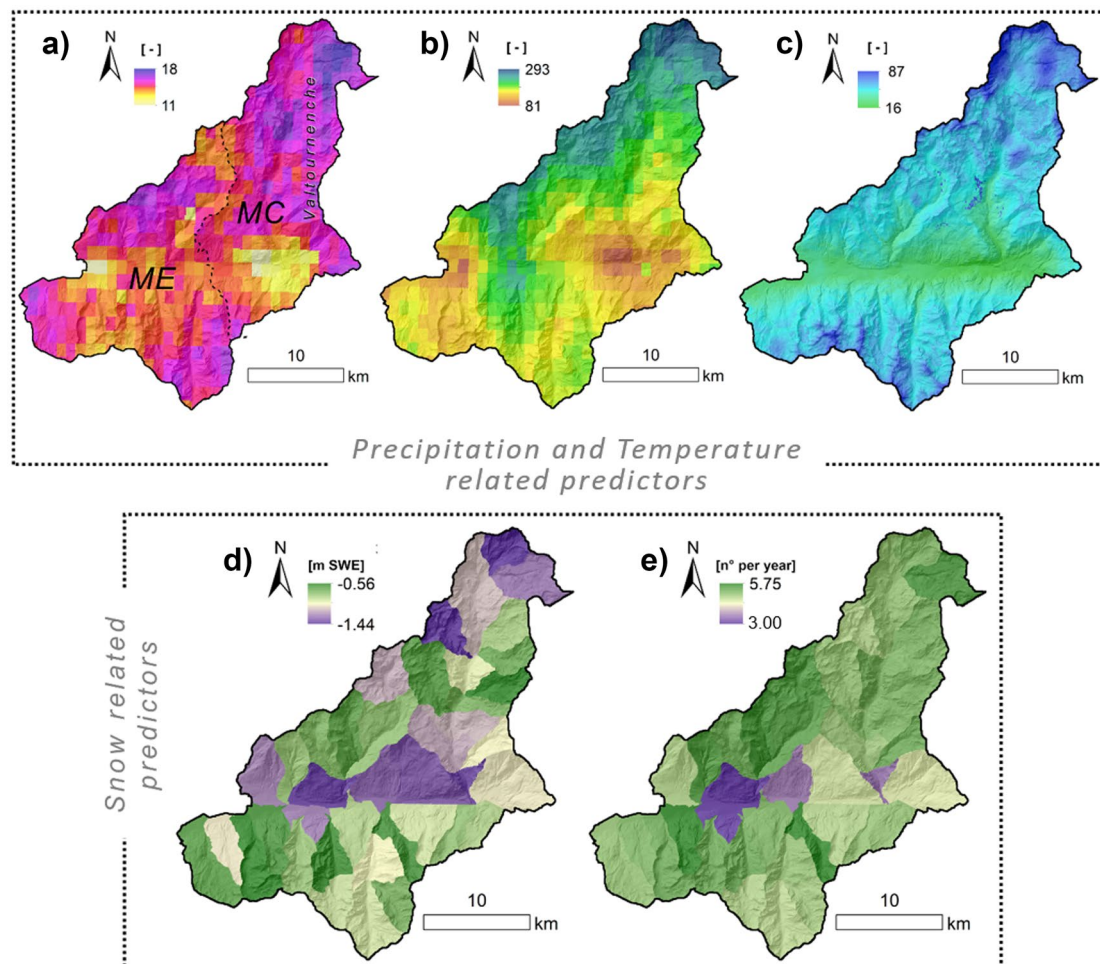 a)
N
[ - ]
18
11
Valtournenche
MC
ME
10
km
b)
N
[ - ]
293
81
10
km
c)
N
[ - ]
87
16
10
km
Precipitation and Temperature
related predictors
Snow related
predictors
d)
N
[m SWE]
-0.56
-1.44
10
km
e)
N
[n° per year]
5.75
3.00
10
km